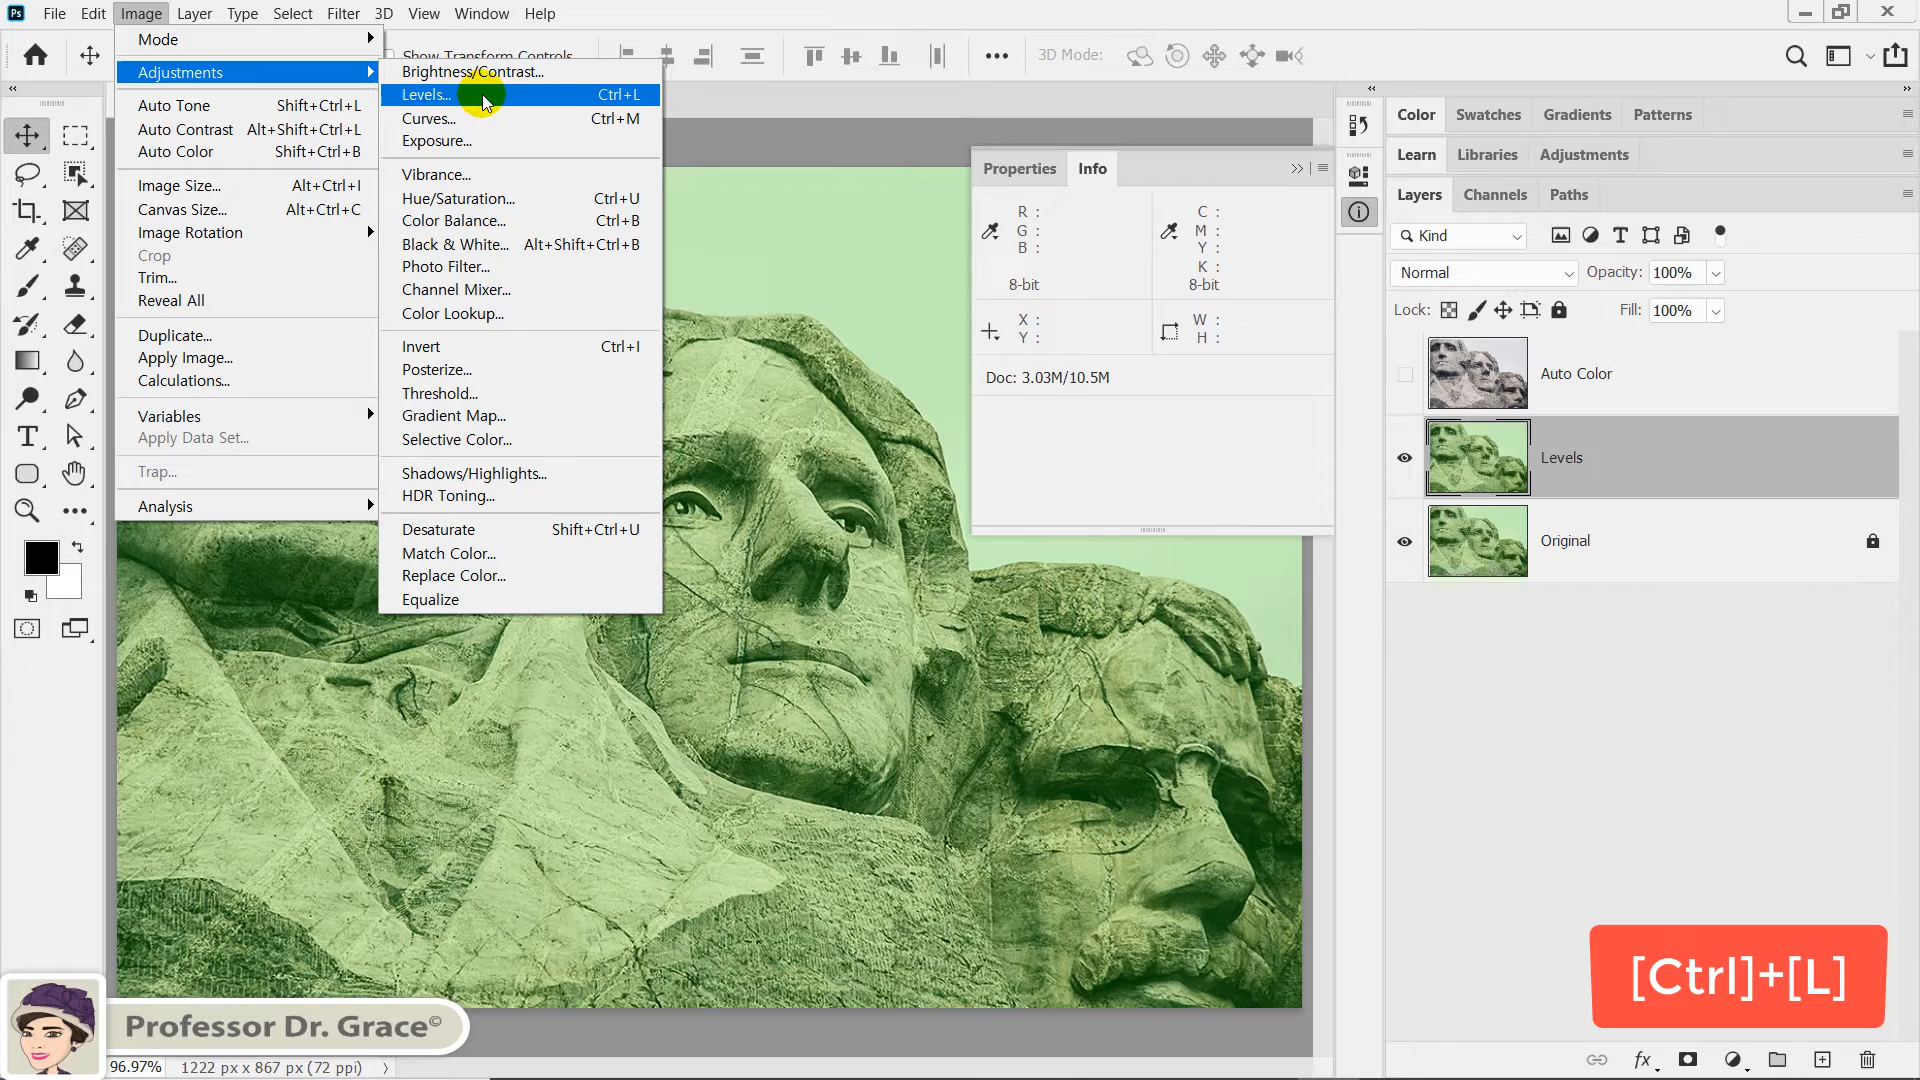 Ps File Edit Image Layer Type Select Filter 3D View Window Help
Show Transform Controls 3D Mode:
Mode
Adjustments
Auto Tone Shift+Ctrl+L
Auto Contrast Alt+Shift+Ctrl+L
Auto Color Shift+Ctrl+B
Image Size... Alt+Ctrl+I
Canvas Size... Alt+Ctrl+C
Image Rotation
Crop
Trim...
Reveal All
Duplicate...
Apply Image...
Calculations...
Variables
Apply Data Set...
Trap...
Analysis
Brightness/Contrast...
Levels... Ctrl+L
Curves... Ctrl+M
Exposure...
Vibrance...
Hue/Saturation... Ctrl+U
Color Balance... Ctrl+B
Black & White... Alt+Shift+Ctrl+B
Photo Filter...
Channel Mixer...
Color Lookup...
Invert Ctrl+I
Posterize...
Threshold...
Gradient Map...
Selective Color...
Shadows/Highlights...
HDR Toning...
Desaturate Shift+Ctrl+U
Match Color...
Replace Color...
Equalize
Properties Info
R :
G :
B :
8-bit
C :
M :
Y :
K :
8-bit
X :
Y :
W :
H :
Doc: 3.03M/10.5M
Color Swatches Gradients Patterns
Learn Libraries Adjustments
Layers Channels Paths
Kind
Normal Opacity: 100%
Lock: Fill: 100%
Auto Color
Levels
Original
[Ctrl]+[L]
Professor Dr. Grace©
96.97% 1222 px x 867 px (72 ppi)
fx